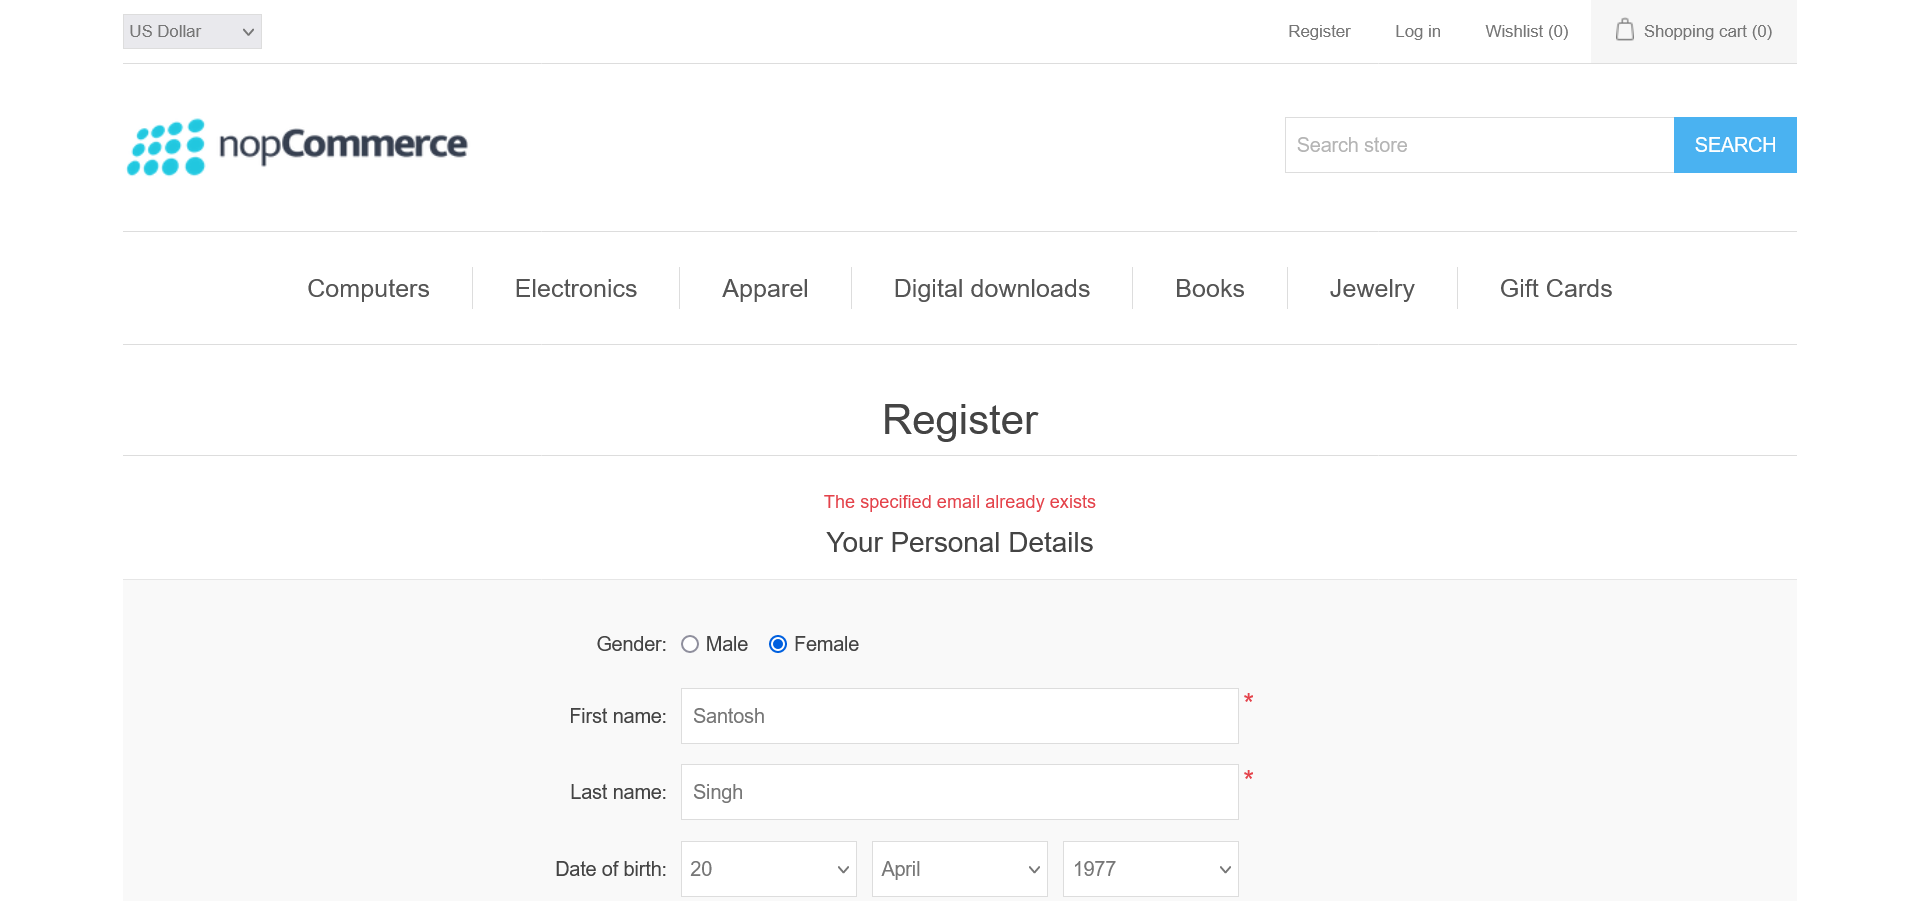 US Dollar Register Log in Wishlist (0) Shopping cart (0)
nopCommerce Search store SEARCH
Computers Electronics Apparel Digital downloads Books Jewelry Gift Cards
Register
The specified email already exists
Your Personal Details
Gender: Male Female
First name: Santosh *
Last name: Singh *
Date of birth: 20 April 1977